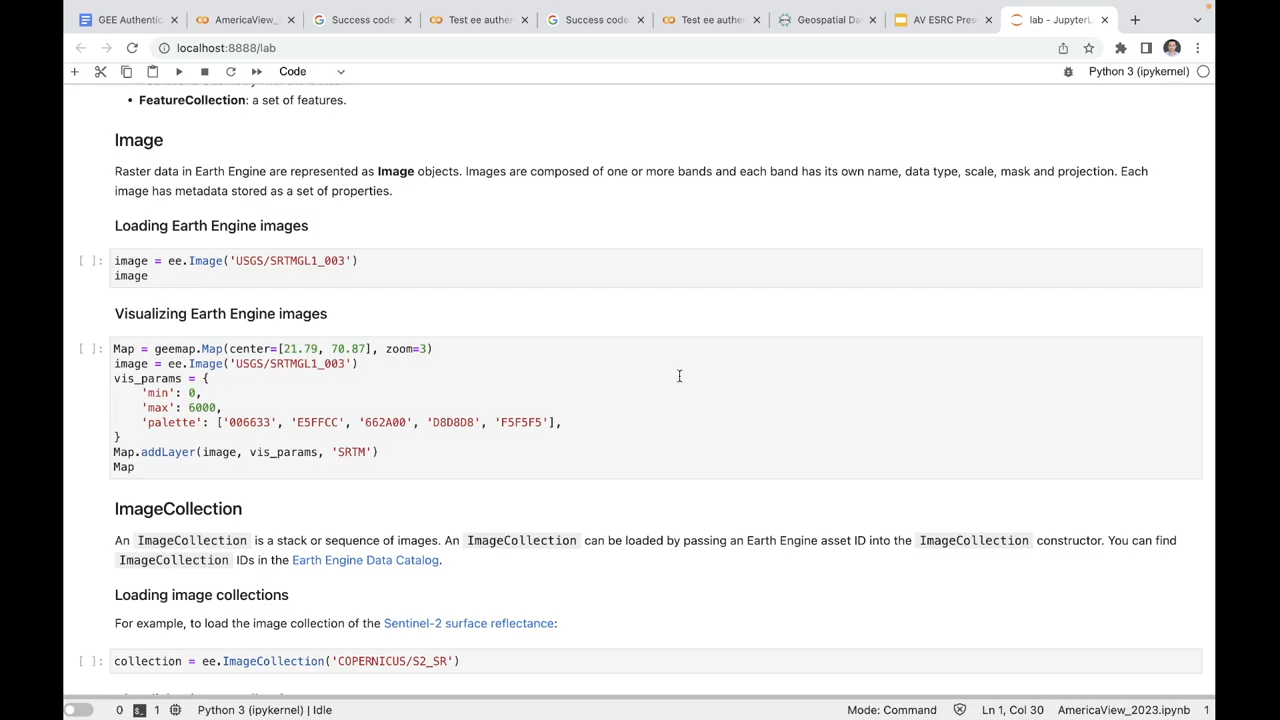 GEE Authentic
AmericaView_
Success code
Test ee auther
Success code
Test ee auther
Geospatial Da
AV ESRC Pres
lab - JupyterL
localhost:8888/lab
Code
Python 3 (ipykernel)
• FeatureCollection: a set of features.
Image
Raster data in Earth Engine are represented as Image objects. Images are composed of one or more bands and each band has its own name, data type, scale, mask and projection. Each
image has metadata stored as a set of properties.
Loading Earth Engine images
[ ]: image = ee.Image('USGS/SRTMGL1_003')
image
Visualizing Earth Engine images
[ ]: Map = geemap.Map(center=[21.79, 70.87], zoom=3)
image = ee.Image('USGS/SRTMGL1_003')
vis_params = {
'min': 0,
'max': 6000,
'palette': ['006633', 'E5FFCC', '662A00', 'D8D8D8', 'F5F5F5'],
}
Map.addLayer(image, vis_params, 'SRTM')
Map
ImageCollection
An ImageCollection is a stack or sequence of images. An ImageCollection can be loaded by passing an Earth Engine asset ID into the ImageCollection constructor. You can find
ImageCollection IDs in the Earth Engine Data Catalog.
Loading image collections
For example, to load the image collection of the Sentinel-2 surface reflectance:
[ ]: collection = ee.ImageCollection('COPERNICUS/S2_SR')
0 1 Python 3 (ipykernel) | Idle
Mode: Command Ln 1, Col 30 AmericaView_2023.ipynb 1